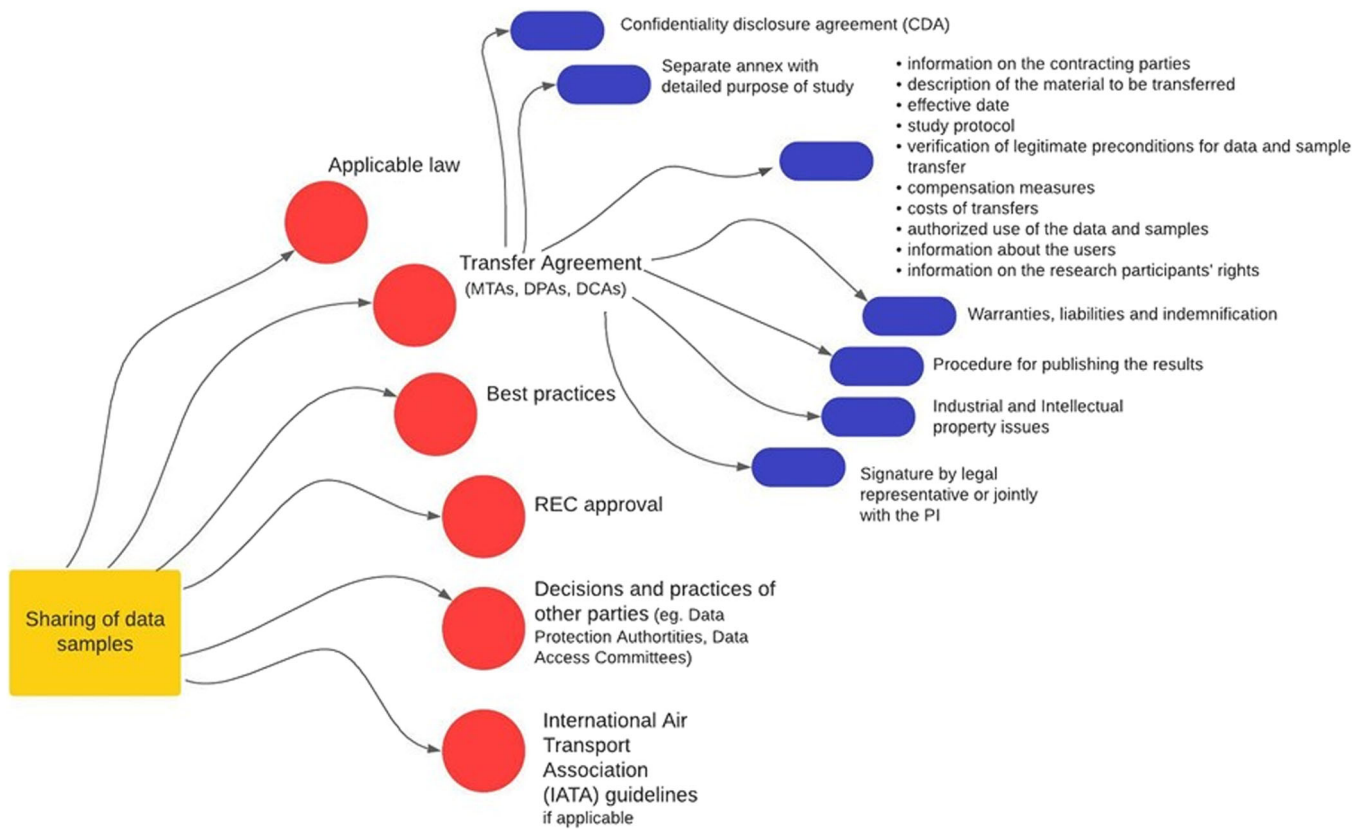 Confidentiality disclosure agreement (CDA)
Separate annex with
detailed purpose of study
• information on the contracting parties
• description of the material to be transferred
• effective date
• study protocol
• verification of legitimate preconditions for data and sample
transfer
• compensation measures
• costs of transfers
• authorized use of the data and samples
• information about the users
• information on the research participants' rights
Applicable law
Transfer Agreement
(MTAs, DPAs, DCAs)
Warranties, liabilities and indemnification
Procedure for publishing the results
Industrial and Intellectual
property issues
Signature by legal
representative or jointly
with the PI
Best practices
REC approval
Decisions and practices of
other parties (eg. Data
Protection Authortities, Data
Access Committees)
Sharing of data
samples
International Air
Transport
Association
(IATA) guidelines
if applicable